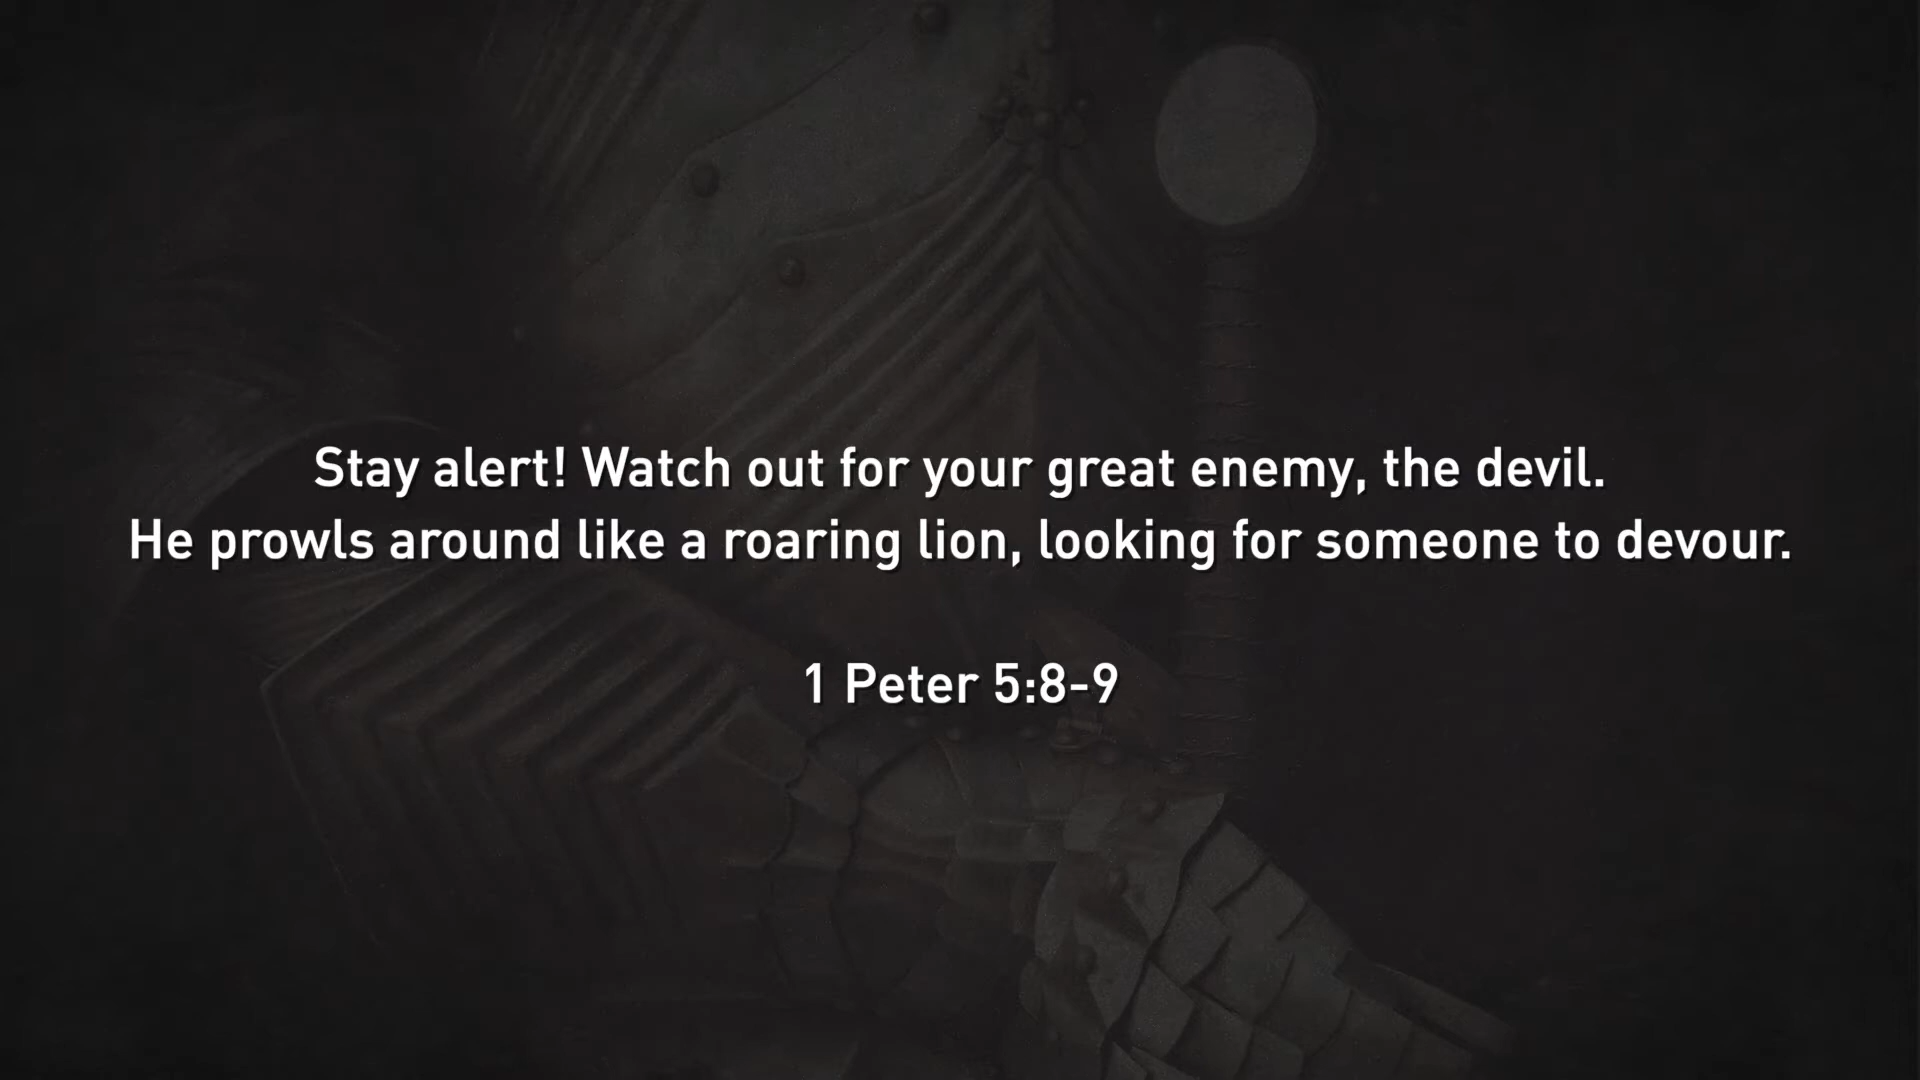 Stay alert! Watch out for your great enemy, the devil.
He prowls around like a roaring lion, looking for someone to devour.
1 Peter 5:8-9